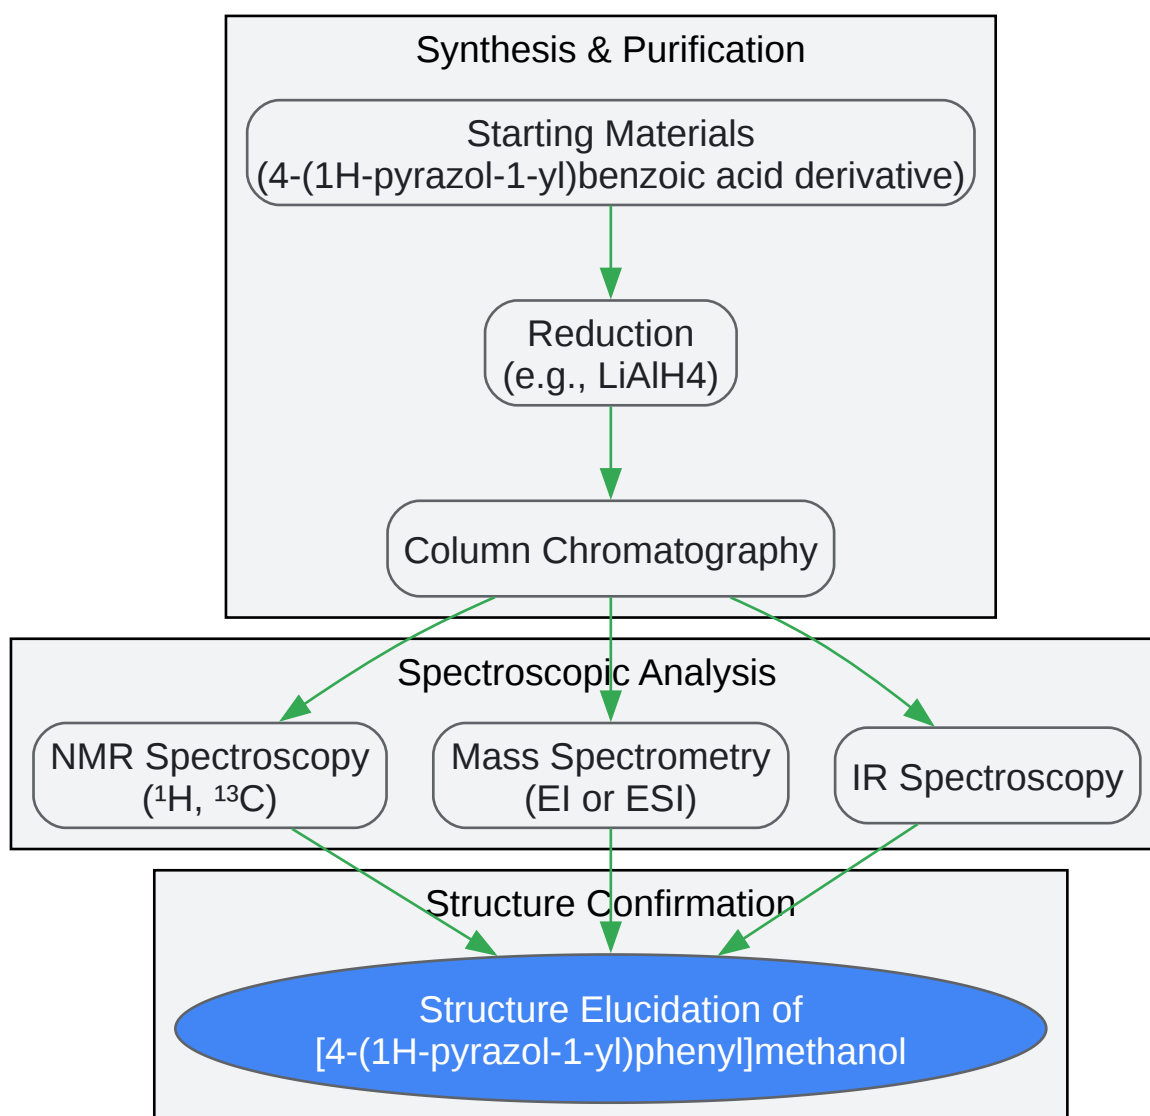 Synthesis & Purification
Starting Materials
(4-(1H-pyrazol-1-yl)benzoic acid derivative)
Reduction
(e.g., LiAlH4)
Column Chromatography
Spectroscopic Analysis
NMR Spectroscopy
(¹H, ¹³C)
Mass Spectrometry
(EI or ESI)
IR Spectroscopy
Structure Confirmation
Structure Elucidation of
[4-(1H-pyrazol-1-yl)phenyl]methanol